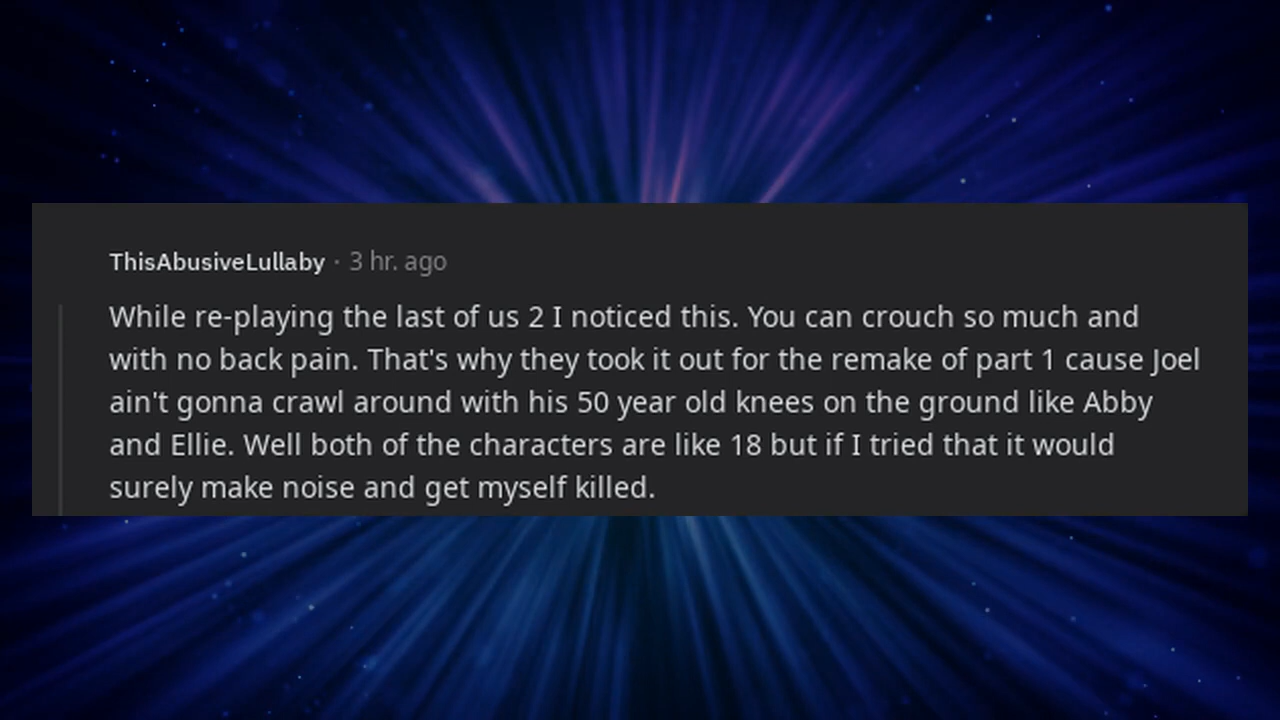 ThisAbusiveLullaby · 3 hr. ago
While re-playing the last of us 2 I noticed this. You can crouch so much and
with no back pain. That's why they took it out for the remake of part 1 cause Joel
ain't gonna crawl around with his 50 year old knees on the ground like Abby
and Ellie. Well both of the characters are like 18 but if I tried that it would
surely make noise and get myself killed.